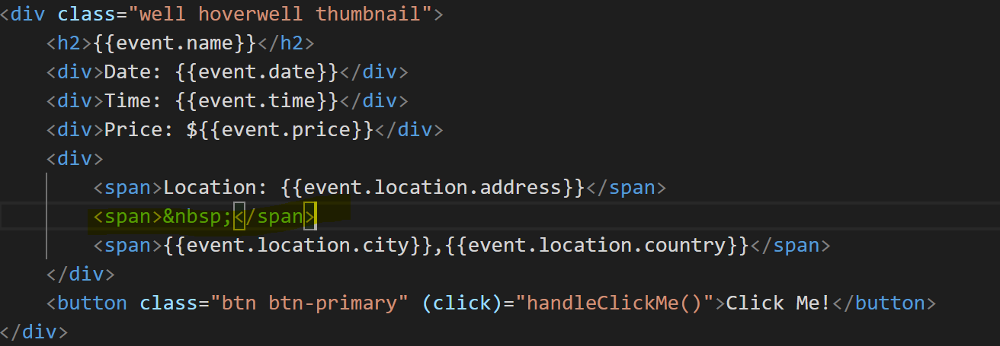 <div class="well hoverwell thumbnail">
    <h2>{{event.name}}</h2>
    <div>Date: {{event.date}}</div>
    <div>Time: {{event.time}}</div>
    <div>Price: ${{event.price}}</div>
    <div>
        <span>Location: {{event.location.address}}</span>
        <span>&nbsp;</span>
        <span>{{event.location.city}},{{event.location.country}}</span>
    </div>
    <button class="btn btn-primary" (click)="handleClickMe()">Click Me!</button>
</div>